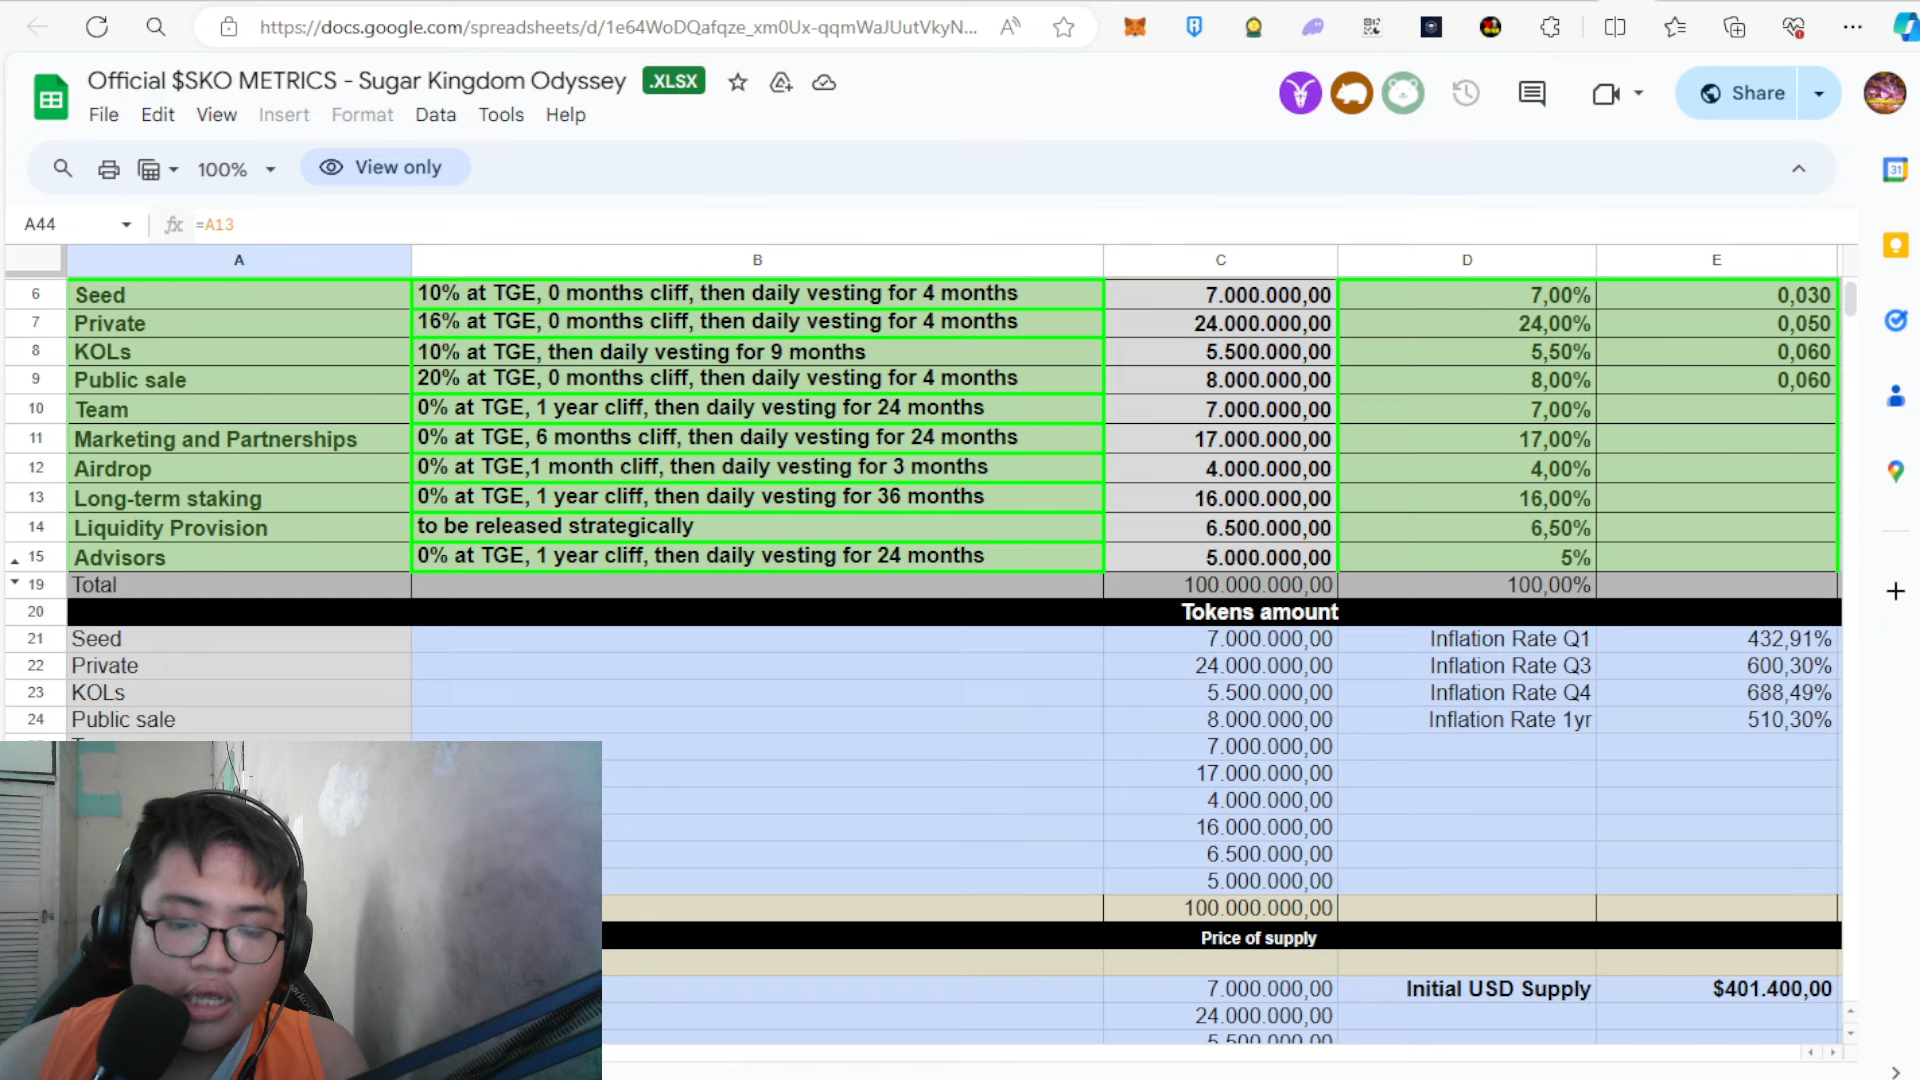 https://docs.google.com/spreadsheets/d/1e64WoDQafqze_xm0Ux-qqmWaJUutVkyN...
Official $SKO METRICS - Sugar Kingdom Odyssey .XLSX
Share
File Edit View Insert Format Data Tools Help
100% View only
31
A44 fx =A13
A B C D E
6 Seed 10% at TGE, 0 months cliff, then daily vesting for 4 months 7.000.000,00 7,00% 0,030
7 Private 16% at TGE, 0 months cliff, then daily vesting for 4 months 24.000.000,00 24,00% 0,050
8 KOLs 10% at TGE, then daily vesting for 9 months 5.500.000,00 5,50% 0,060
9 Public sale 20% at TGE, 0 months cliff, then daily vesting for 4 months 8.000.000,00 8,00% 0,060
10 Team 0% at TGE, 1 year cliff, then daily vesting for 24 months 7.000.000,00 7,00%
11 Marketing and Partnerships 0% at TGE, 6 months cliff, then daily vesting for 24 months 17.000.000,00 17,00%
12 Airdrop 0% at TGE,1 month cliff, then daily vesting for 3 months 4.000.000,00 4,00%
13 Long-term staking 0% at TGE, 1 year cliff, then daily vesting for 36 months 16.000.000,00 16,00%
14 Liquidity Provision to be released strategically 6.500.000,00 6,50%
15 Advisors 0% at TGE, 1 year cliff, then daily vesting for 24 months 5.000.000,00 5%
19 Total 100.000.000,00 100,00%
20 Tokens amount
21 Seed 7.000.000,00 Inflation Rate Q1 432,91%
22 Private 24.000.000,00 Inflation Rate Q3 600,30%
23 KOLs 5.500.000,00 Inflation Rate Q4 688,49%
24 Public sale 8.000.000,00 Inflation Rate 1yr 510,30%
7.000.000,00
17.000.000,00
4.000.000,00
16.000.000,00
6.500.000,00
5.000.000,00
100.000.000,00
Price of supply
7.000.000,00 Initial USD Supply $401.400,00
24.000.000,00
5.500.000,00